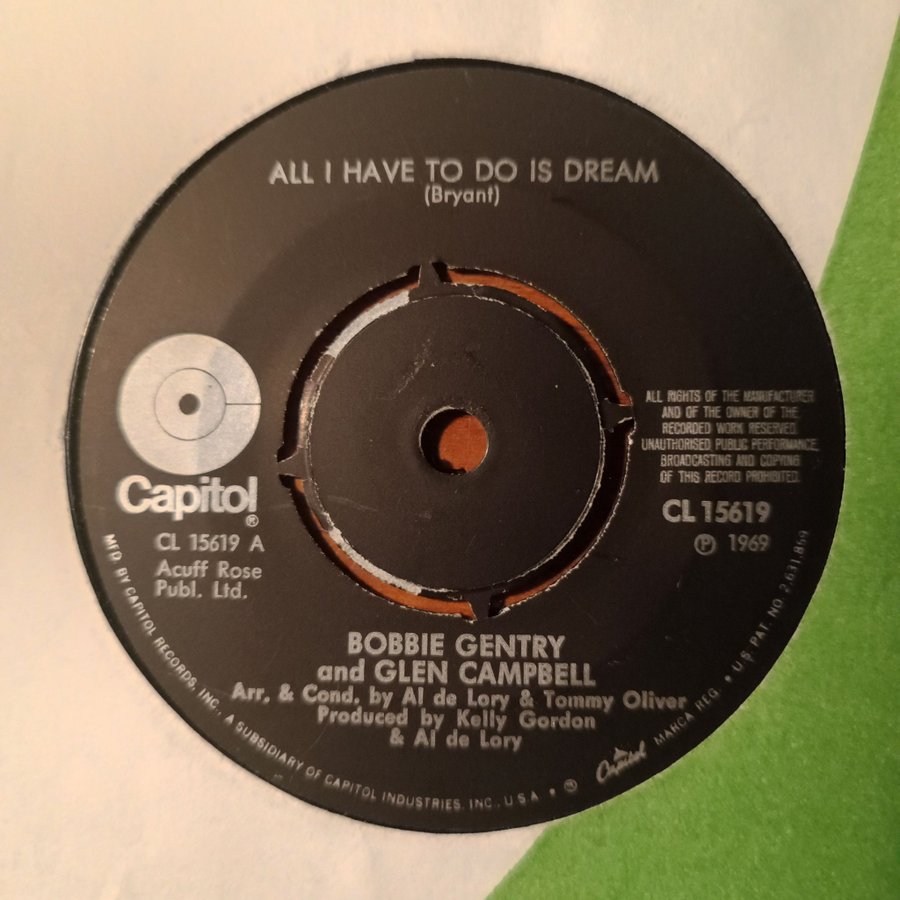 ALL I HAVE TO DO IS DREAM
(Bryant)
Capitol®
CL 15619 A
Acuff Rose
Publ. Ltd.
ALL RIGHTS OF THE MANUFACTURER
AND OF THE OWNER OF THE
RECORDED WORK RESERVED.
UNAUTHORISED PUBLIC PERFORMANCE,
BROADCASTING AND COPYING
OF THIS RECORD PROHIBITED.
CL 15619
Ⓟ 1969
BOBBIE GENTRY
and GLEN CAMPBELL
Arr. & Cond. by Al de Lory & Tommy Oliver
Produced by Kelly Gordon
& Al de Lory
MFD. BY CAPITOL RECORDS, INC., A SUBSIDIARY OF CAPITOL INDUSTRIES, INC., U.S.A. • • Capitol MARCA REG. • U.S. PAT. NO. 2,631,859